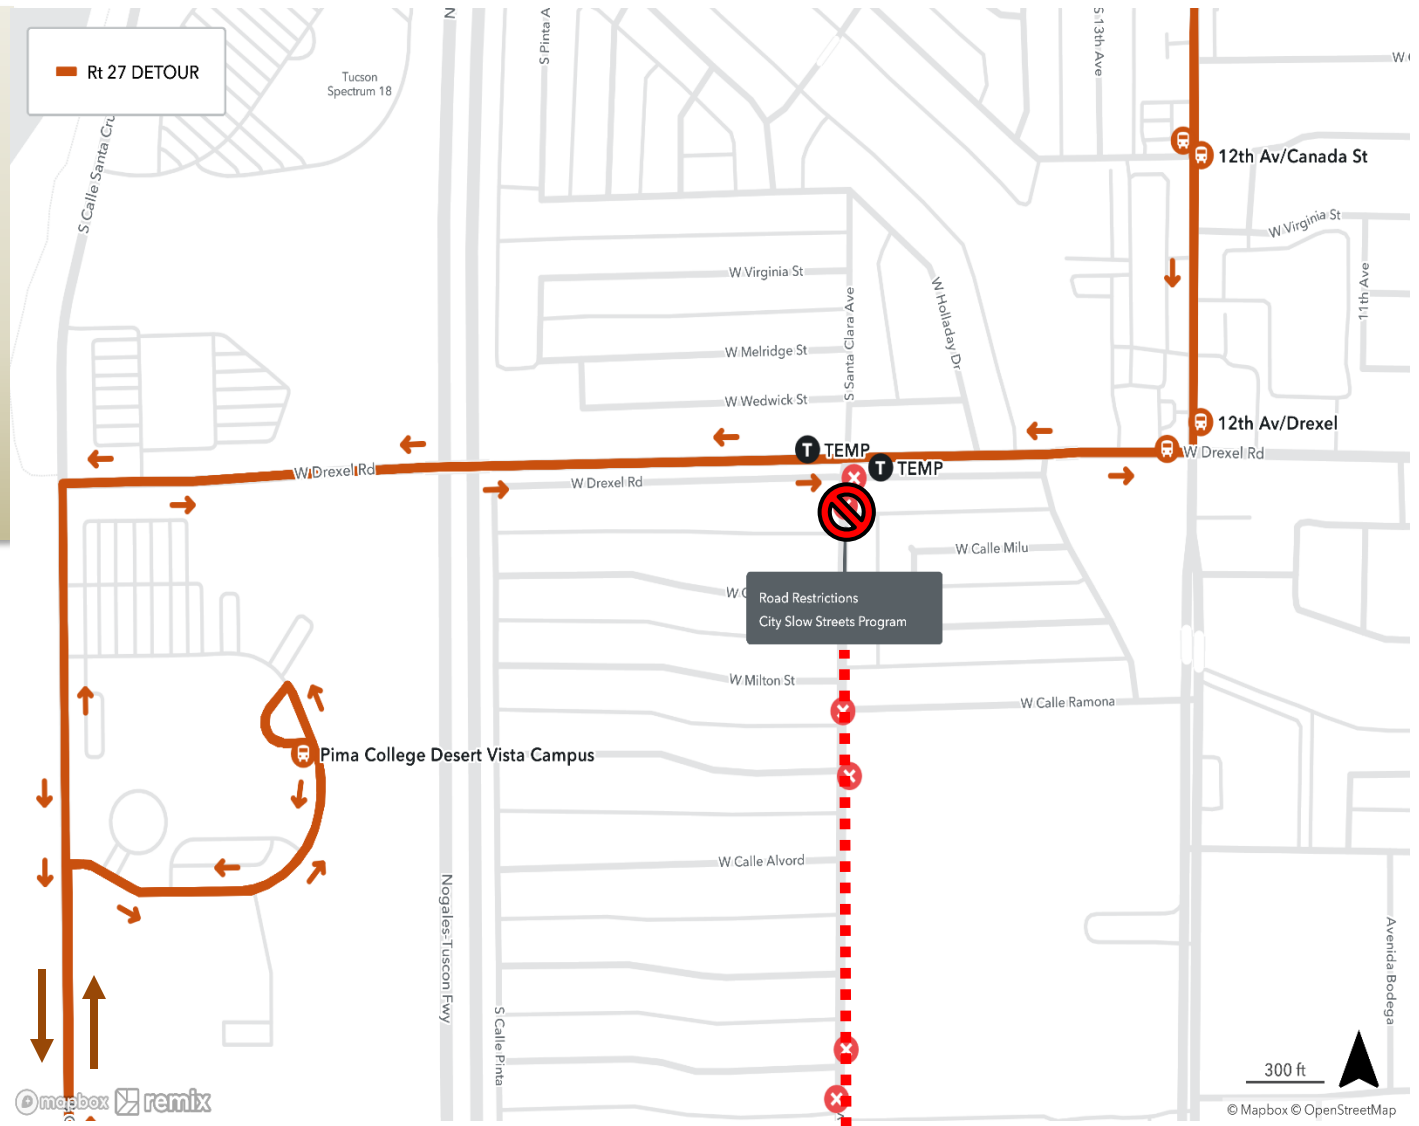 Rt 27 DETOUR
Tucson
Spectrum 18
S Calle Santa Cru
S Pinta A
N
S 13th Ave
12th Av/Canada St
W Virginia St
11th Ave
W Virginia St
S Santa Clara Ave
W Holladay Dr
W Melridge St
W Wedwick St
12th Av/Drexel
T TEMP
W Drexel Rd
T TEMP
W Drexel Rd
W Drexel Rd
W Calle Milu
Road Restrictions
City Slow Streets Program
W Milton St
W Calle Ramona
Pima College Desert Vista Campus
W Calle Alvord
Nogales-Tuscon Fwy
S Calle Pinta
Avenida Bodega
300 ft
mapbox remix
© Mapbox © OpenStreetMap